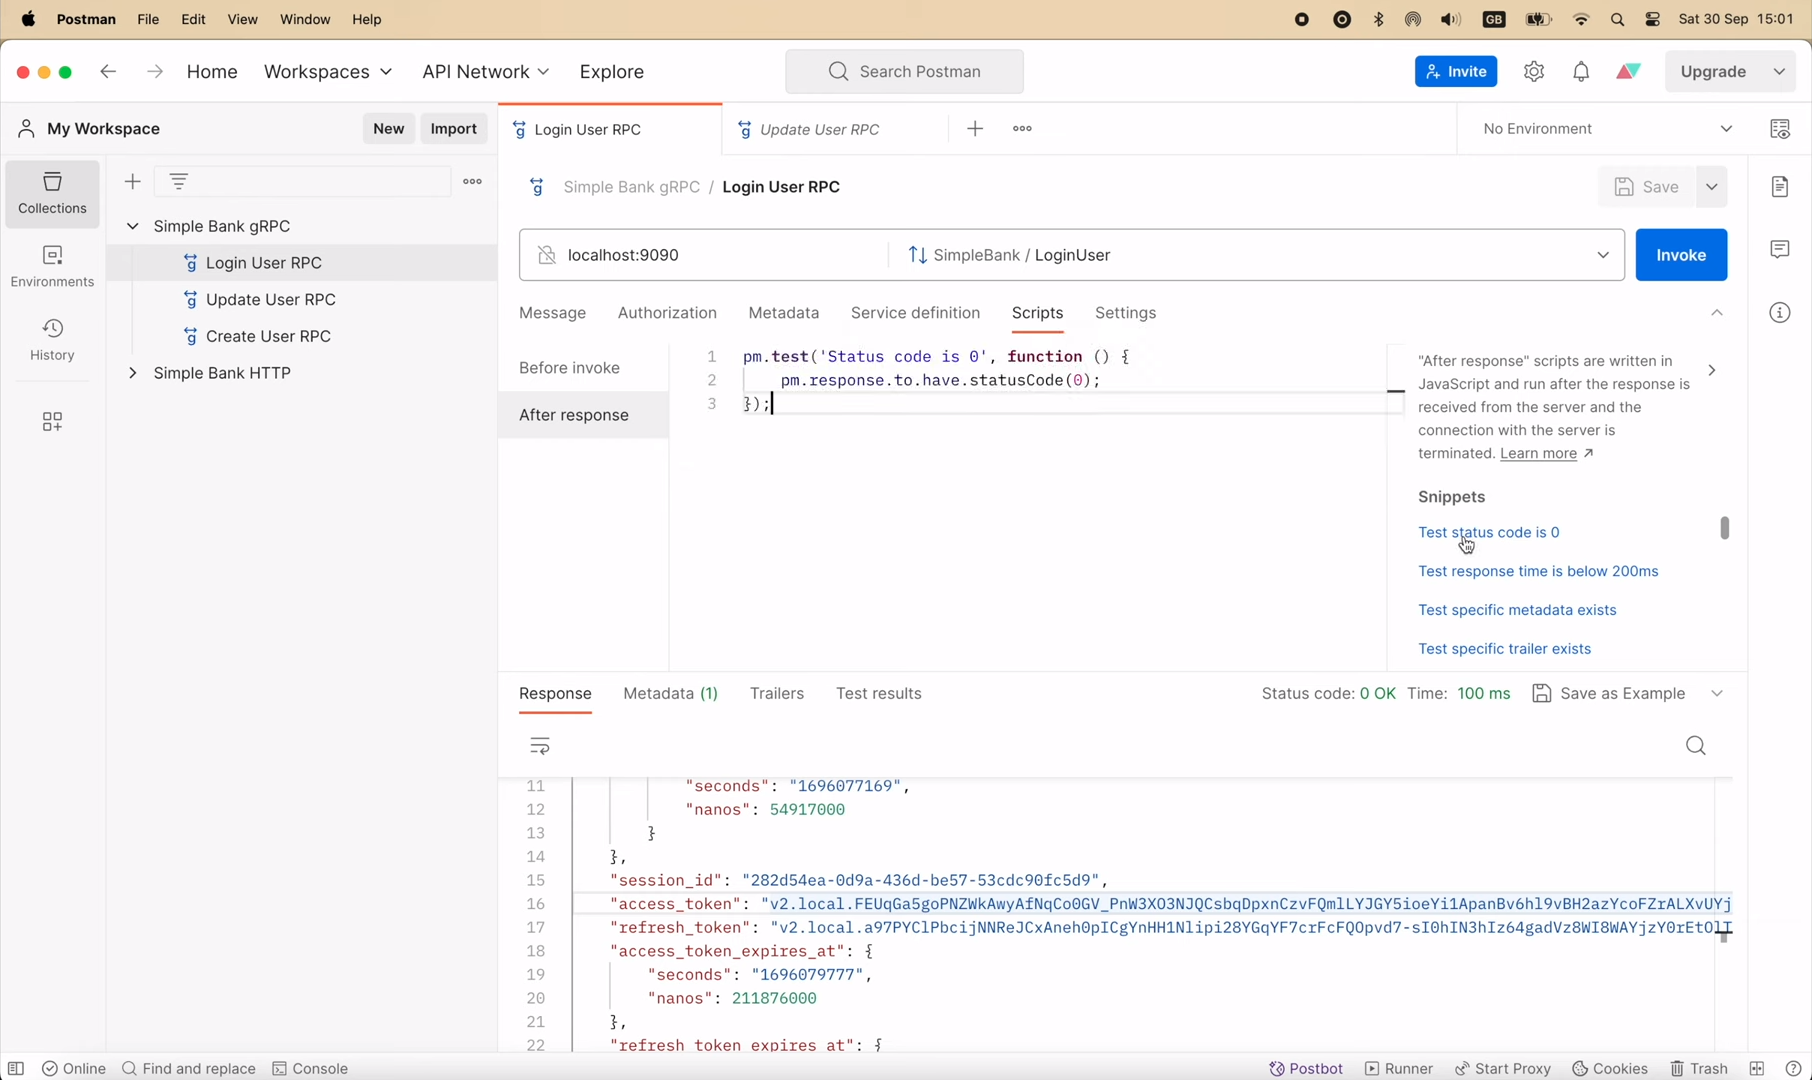 Postman File Edit View Window Help GB Sat 30 Sep 15:01
Home Workspaces API Network Explore Search Postman Invite Upgrade
My Workspace New Import
Login User RPC Update User RPC No Environment
Collections
Environments
History
Simple Bank gRPC
Login User RPC
Update User RPC
Create User RPC
Simple Bank HTTP
Simple Bank gRPC / Login User RPC Save
localhost:9090 SimpleBank / LoginUser Invoke
Message Authorization Metadata Service definition Scripts Settings
Before invoke
After response
1 pm.test('Status code is 0', function () {
2 pm.response.to.have.statusCode(0);
3 });
"After response" scripts are written in
JavaScript and run after the response is
received from the server and the
connection with the server is
terminated. Learn more ↗
Snippets
Test status code is 0
Test response time is below 200ms
Test specific metadata exists
Test specific trailer exists
Response Metadata (1) Trailers Test results Status code: 0 OK Time: 100 ms Save as Example
11 "seconds": "1696077169",
12 "nanos": 54917000
13 }
14 },
15 "session_id": "282d54ea-0d9a-436d-be57-53cdc90fc5d9",
16 "access_token": "v2.local.FEUqGa5goPNZWkAwyAfNqCo0GV_PnW3XO3NJQCsbqDpxnCzvFQmlLYJGY5ioeYi1ApanBv6hl9vBH2azYcoFZrALXvUYj
17 "refresh_token": "v2.local.a97PYClPbcijNNReJCxAneh0pICgYnHH1Nlipi28YGqYF7crFcFQOpvd7-sI0hIN3hIz64gadVz8WI8WAYjzY0rEtOlI
18 "access_token_expires_at": {
19 "seconds": "1696079777",
20 "nanos": 211876000
21 },
22 "refresh_token_expires_at": {
Online Find and replace Console Postbot Runner Start Proxy Cookies Trash